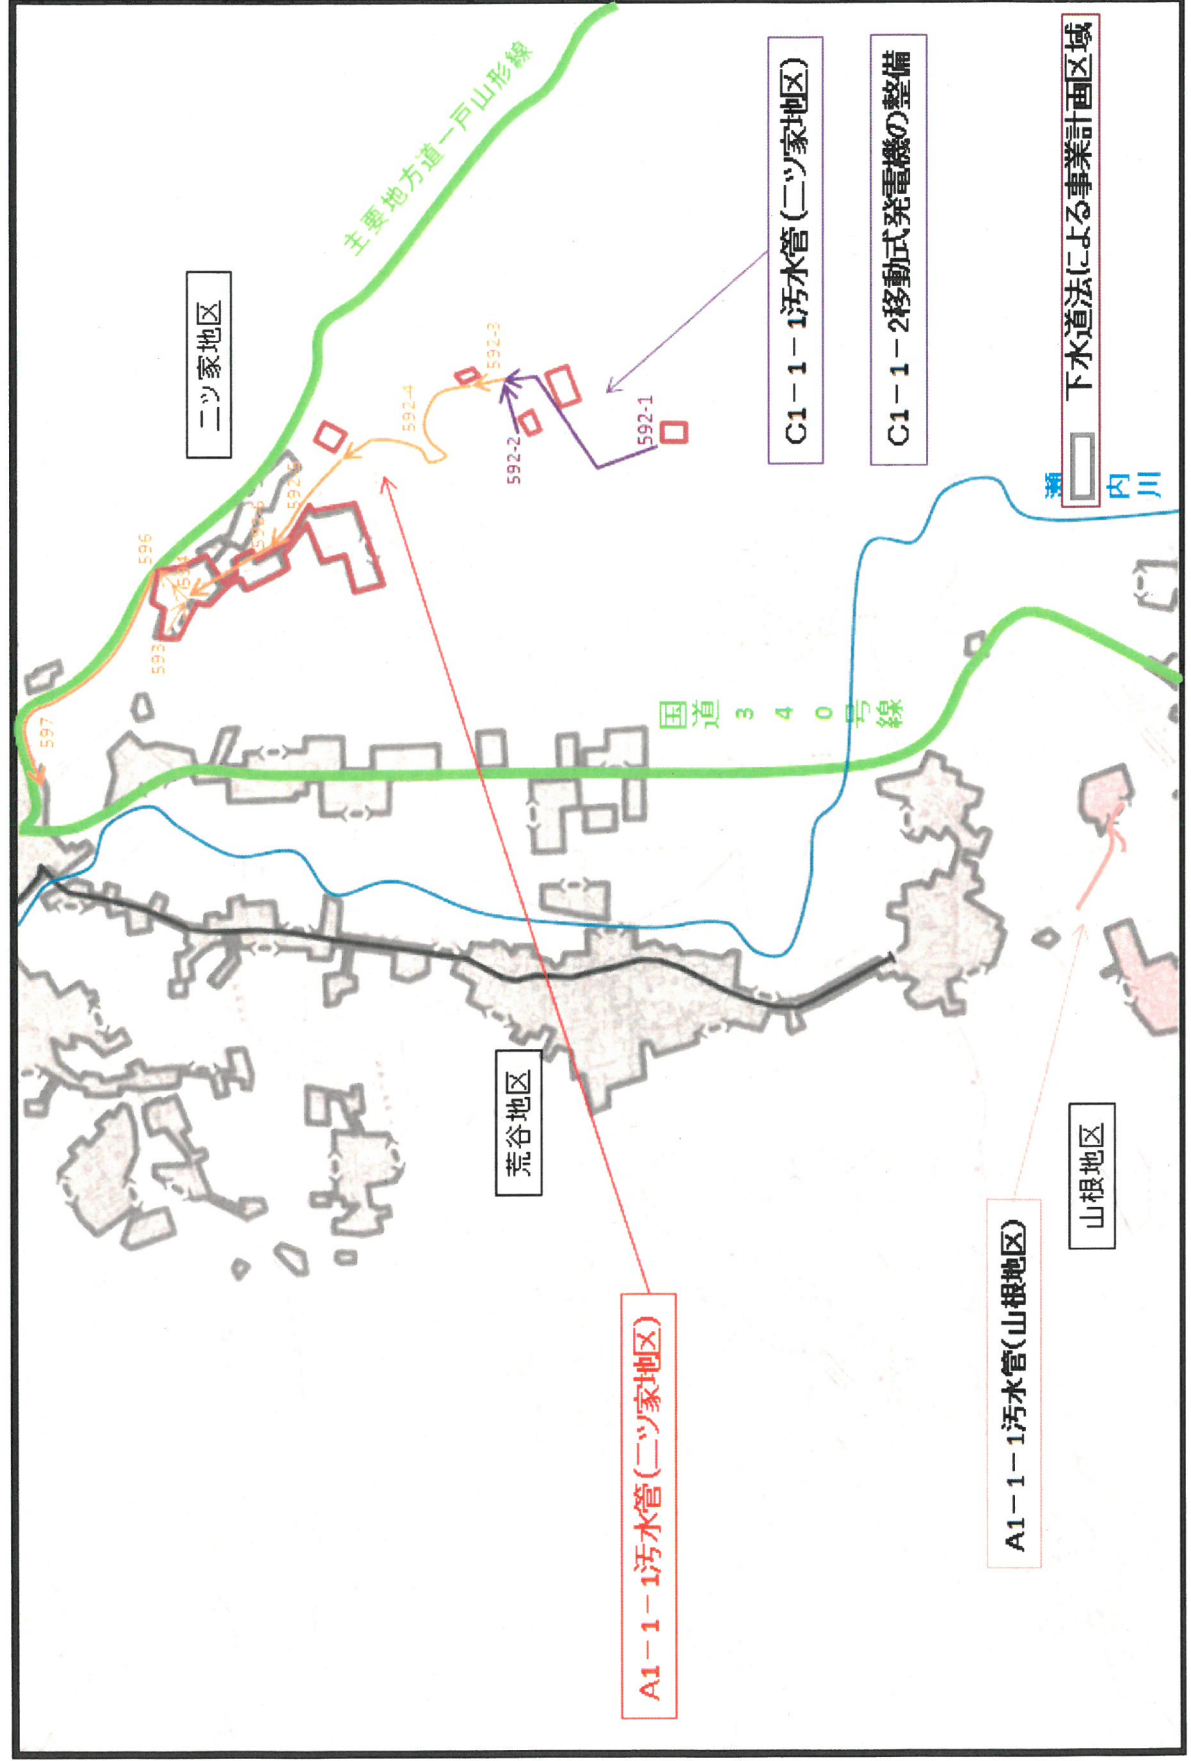 主要地方道一戸山形線
二ツ家地区
C1－1－1汚水管(二ツ家地区)
C1－1－2移動式発電機の整備
下水道法による事業計画区域
瀬
内
川
592-3
592-4
592-2
592-1
592-5
596
593
597
国
道
3
4
0
号
線
荒谷地区
A1－1－1汚水管(二ツ家地区)
A1－1－1汚水管(山根地区)
山根地区